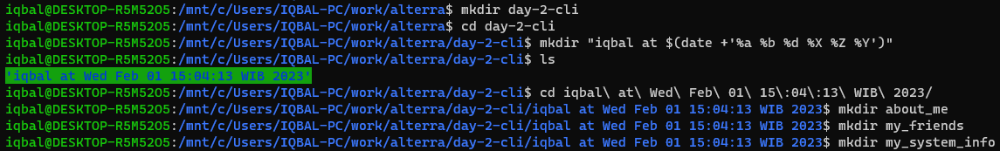 iqbal@DESKTOP-R5M52O5:/mnt/c/Users/IQBAL-PC/work/alterra$ mkdir day-2-cli
iqbal@DESKTOP-R5M52O5:/mnt/c/Users/IQBAL-PC/work/alterra$ cd day-2-cli
iqbal@DESKTOP-R5M52O5:/mnt/c/Users/IQBAL-PC/work/alterra/day-2-cli$ mkdir "iqbal at $(date +'%a %b %d %X %Z %Y')"
iqbal@DESKTOP-R5M52O5:/mnt/c/Users/IQBAL-PC/work/alterra/day-2-cli$ ls
'iqbal at Wed Feb 01 15:04:13 WIB 2023'
iqbal@DESKTOP-R5M52O5:/mnt/c/Users/IQBAL-PC/work/alterra/day-2-cli$ cd iqbal\ at\ Wed\ Feb\ 01\ 15\:04\:13\ WIB\ 2023/
iqbal@DESKTOP-R5M52O5:/mnt/c/Users/IQBAL-PC/work/alterra/day-2-cli/iqbal at Wed Feb 01 15:04:13 WIB 2023$ mkdir about_me
iqbal@DESKTOP-R5M52O5:/mnt/c/Users/IQBAL-PC/work/alterra/day-2-cli/iqbal at Wed Feb 01 15:04:13 WIB 2023$ mkdir my_friends
iqbal@DESKTOP-R5M52O5:/mnt/c/Users/IQBAL-PC/work/alterra/day-2-cli/iqbal at Wed Feb 01 15:04:13 WIB 2023$ mkdir my_system_info